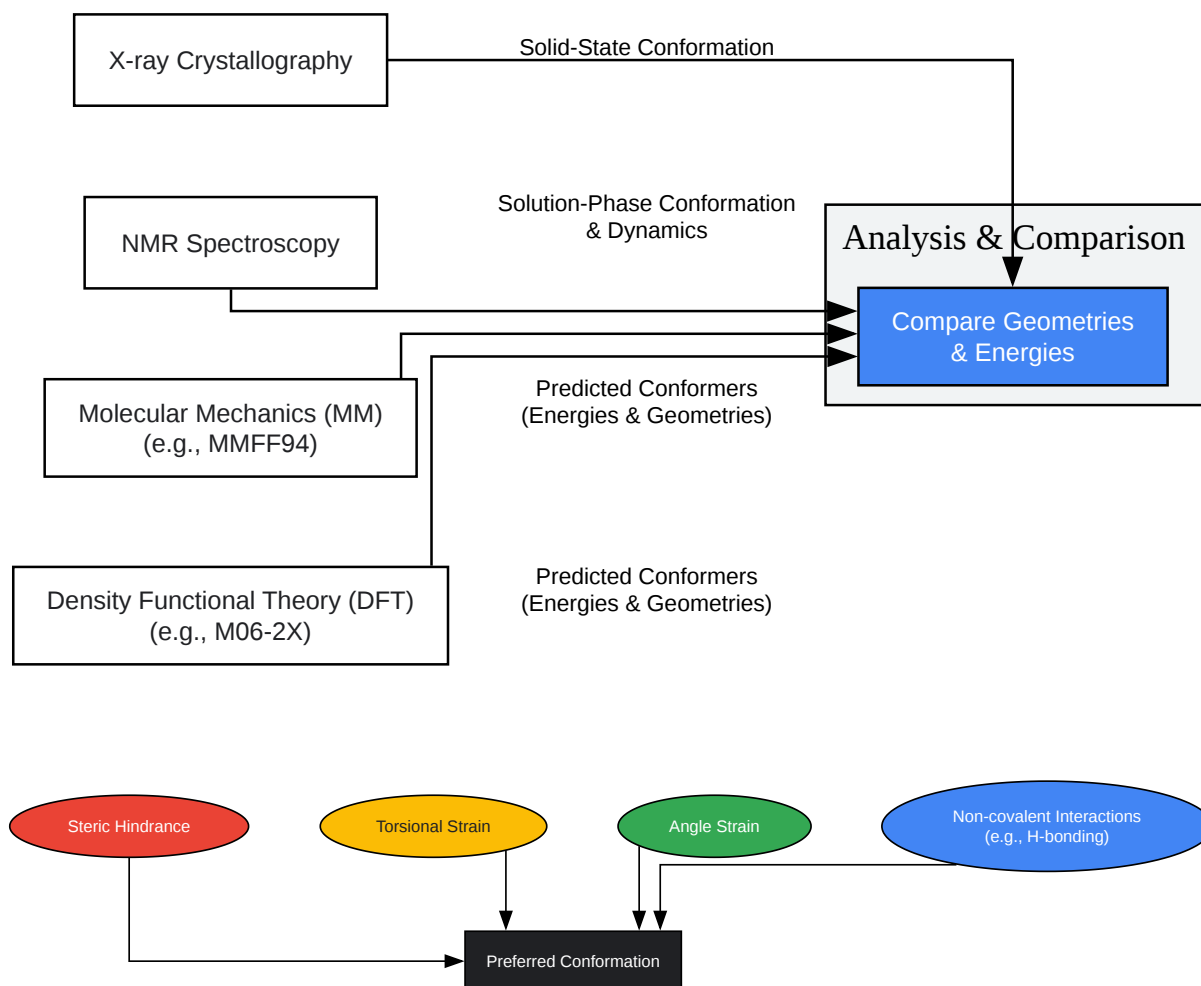 X-ray Crystallography
Solid-State Conformation
NMR Spectroscopy
Solution-Phase Conformation
& Dynamics
Analysis & Comparison
Compare Geometries
& Energies
Molecular Mechanics (MM)
(e.g., MMFF94)
Predicted Conformers
(Energies & Geometries)
Density Functional Theory (DFT)
(e.g., M06-2X)
Predicted Conformers
(Energies & Geometries)
Steric Hindrance
Torsional Strain
Angle Strain
Non-covalent Interactions
(e.g., H-bonding)
Preferred Conformation